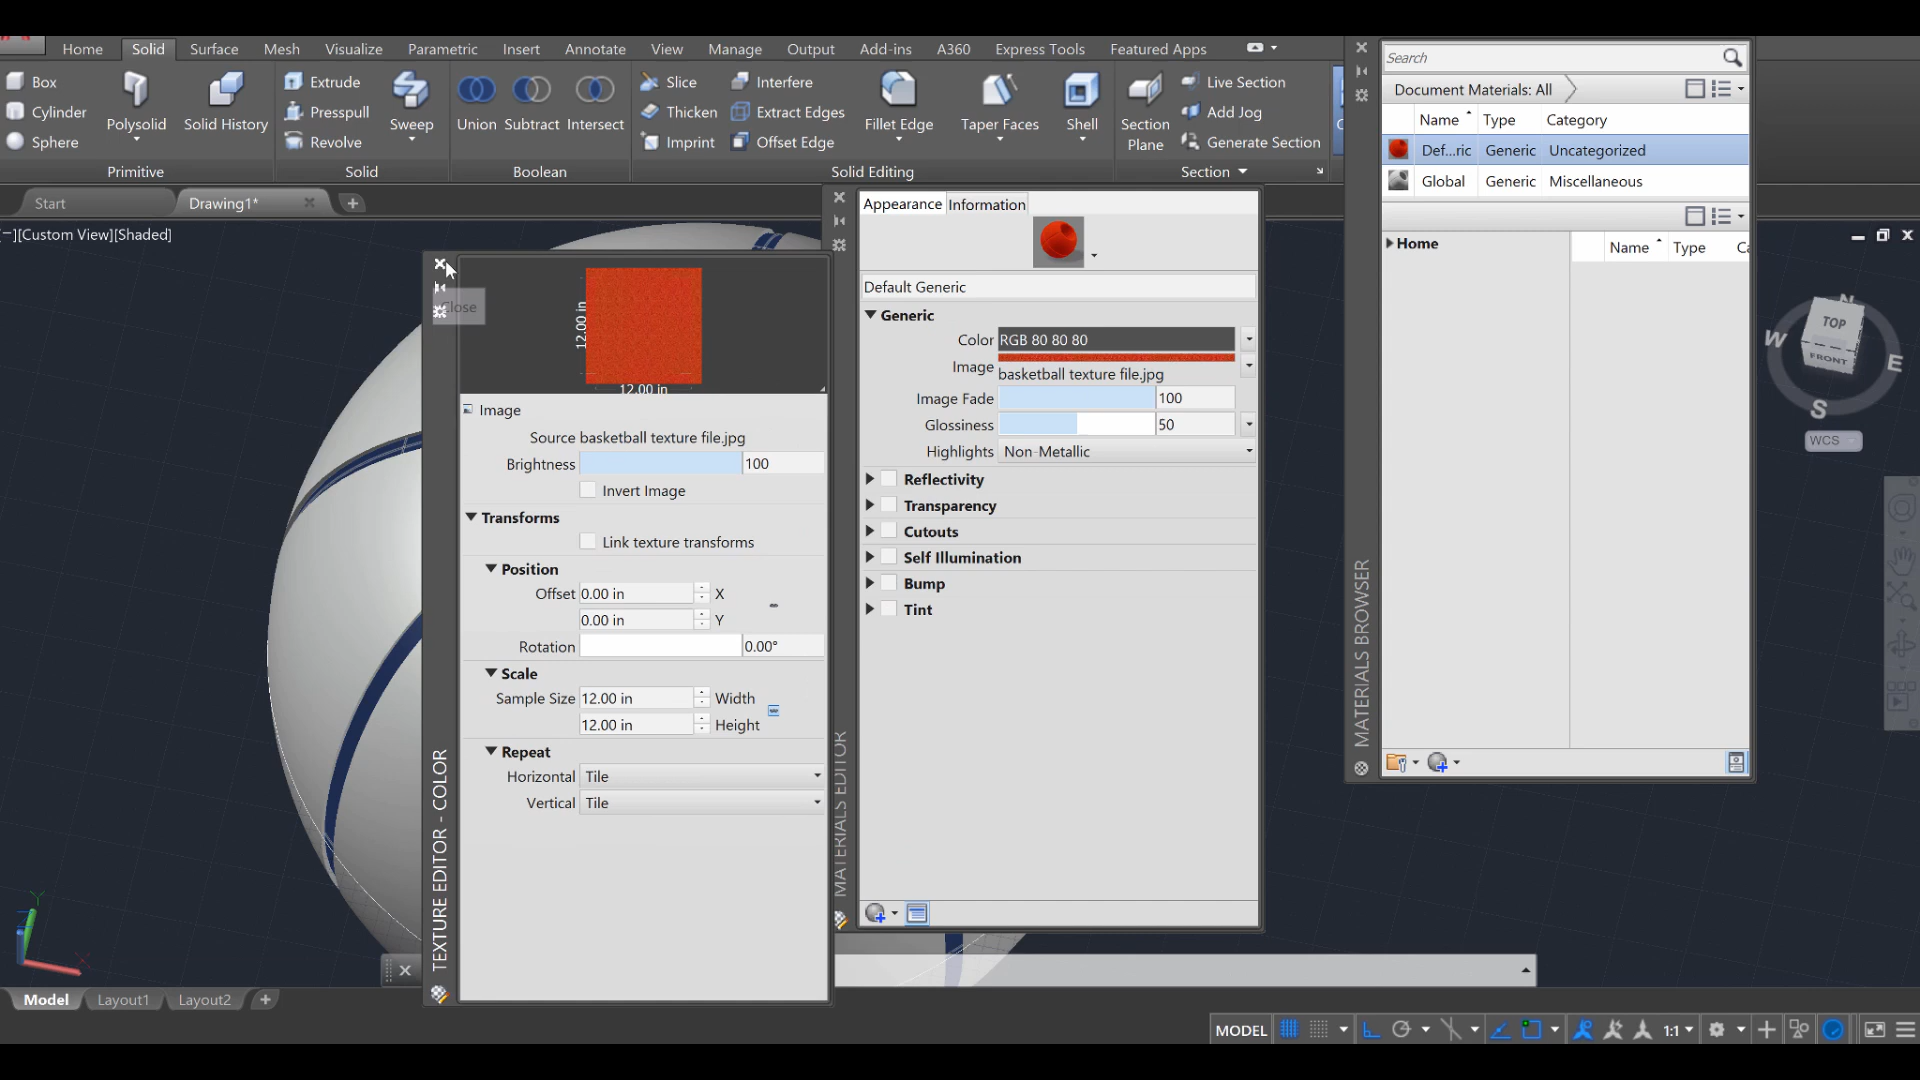 Home Solid Surface Mesh Visualize Parametric Insert Annotate View Manage Output Add-ins A360 Express Tools Featured Apps
Box
Cylinder
Sphere
Polysolid
Solid History
Primitive
Extrude
Presspull
Revolve
Sweep
Solid
Union
Subtract
Intersect
Boolean
Slice
Thicken
Imprint
Interfere
Extract Edges
Offset Edge
Fillet Edge
Taper Faces
Shell
Solid Editing
Section
Plane
Live Section
Add Jog
Generate Section
Section
Start
Drawing1*
[Custom View][Shaded]
Close
12.00 in
12.00 in
Image
Source basketball texture file.jpg
Brightness 100
Invert Image
Transforms
Link texture transforms
Position
Offset 0.00 in X
0.00 in Y
Rotation 0.00°
Scale
Sample Size 12.00 in Width
12.00 in Height
Repeat
Horizontal Tile
Vertical Tile
TEXTURE EDITOR - COLOR
Appearance Information
Default Generic
Generic
Color RGB 80 80 80
Image
basketball texture file.jpg
Image Fade 100
Glossiness 50
Highlights Non-Metallic
Reflectivity
Transparency
Cutouts
Self Illumination
Bump
Tint
MATERIALS EDITOR
Search
Document Materials: All
Name Type Category
Def...ric Generic Uncategorized
Global Generic Miscellaneous
Home
Name Type
MATERIALS BROWSER
N
W
TOP
FRONT
E
S
WCS
Model Layout1 Layout2
MODEL
1:1